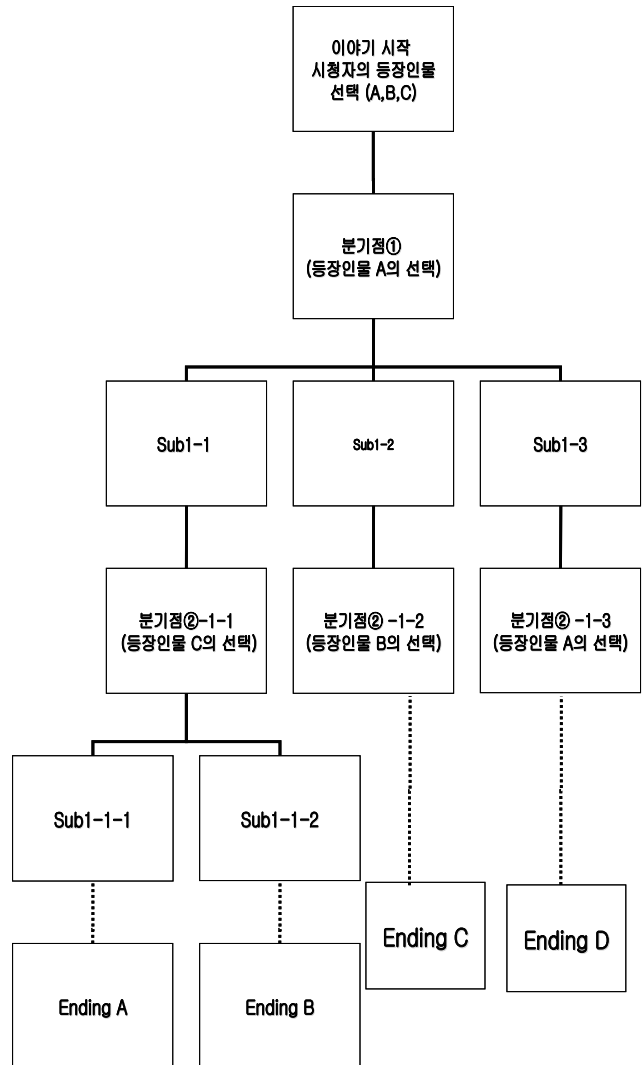 이야기 시작
시청자의 등장인물
선택 (A,B,C)
분기점①
(등장인물 A의 선택)
Sub1-1
Sub1-2
Sub1-3
분기점②-1-1
(등장인물 C의 선택)
분기점② -1-2
(등장인물 B의 선택)
분기점② -1-3
(등장인물 A의 선택)
Sub1-1-1
Sub1-1-2
Ending C
Ending D
Ending A
Ending B